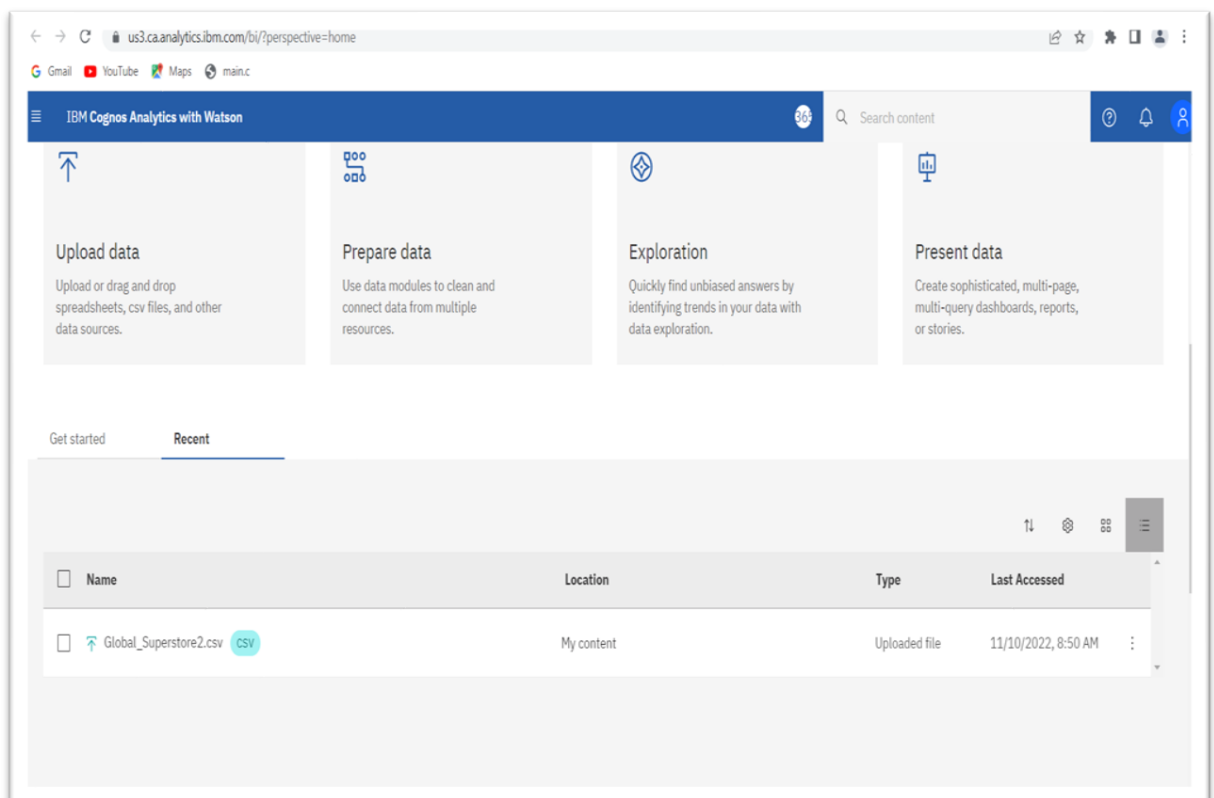 us3.ca.analytics.ibm.com/bi/?perspective=home
Gmail YouTube Maps main.c
IBM Cognos Analytics with Watson Search content
Upload data
Upload or drag and drop
spreadsheets, csv files, and other
data sources.
Prepare data
Use data modules to clean and
connect data from multiple
resources.
Exploration
Quickly find unbiased answers by
identifying trends in your data with
data exploration.
Present data
Create sophisticated, multi-page,
multi-query dashboards, reports,
or stories.
Get started Recent
Name Location Type Last Accessed
Global_Superstore2.csv CSV My content Uploaded file 11/10/2022, 8:50 AM